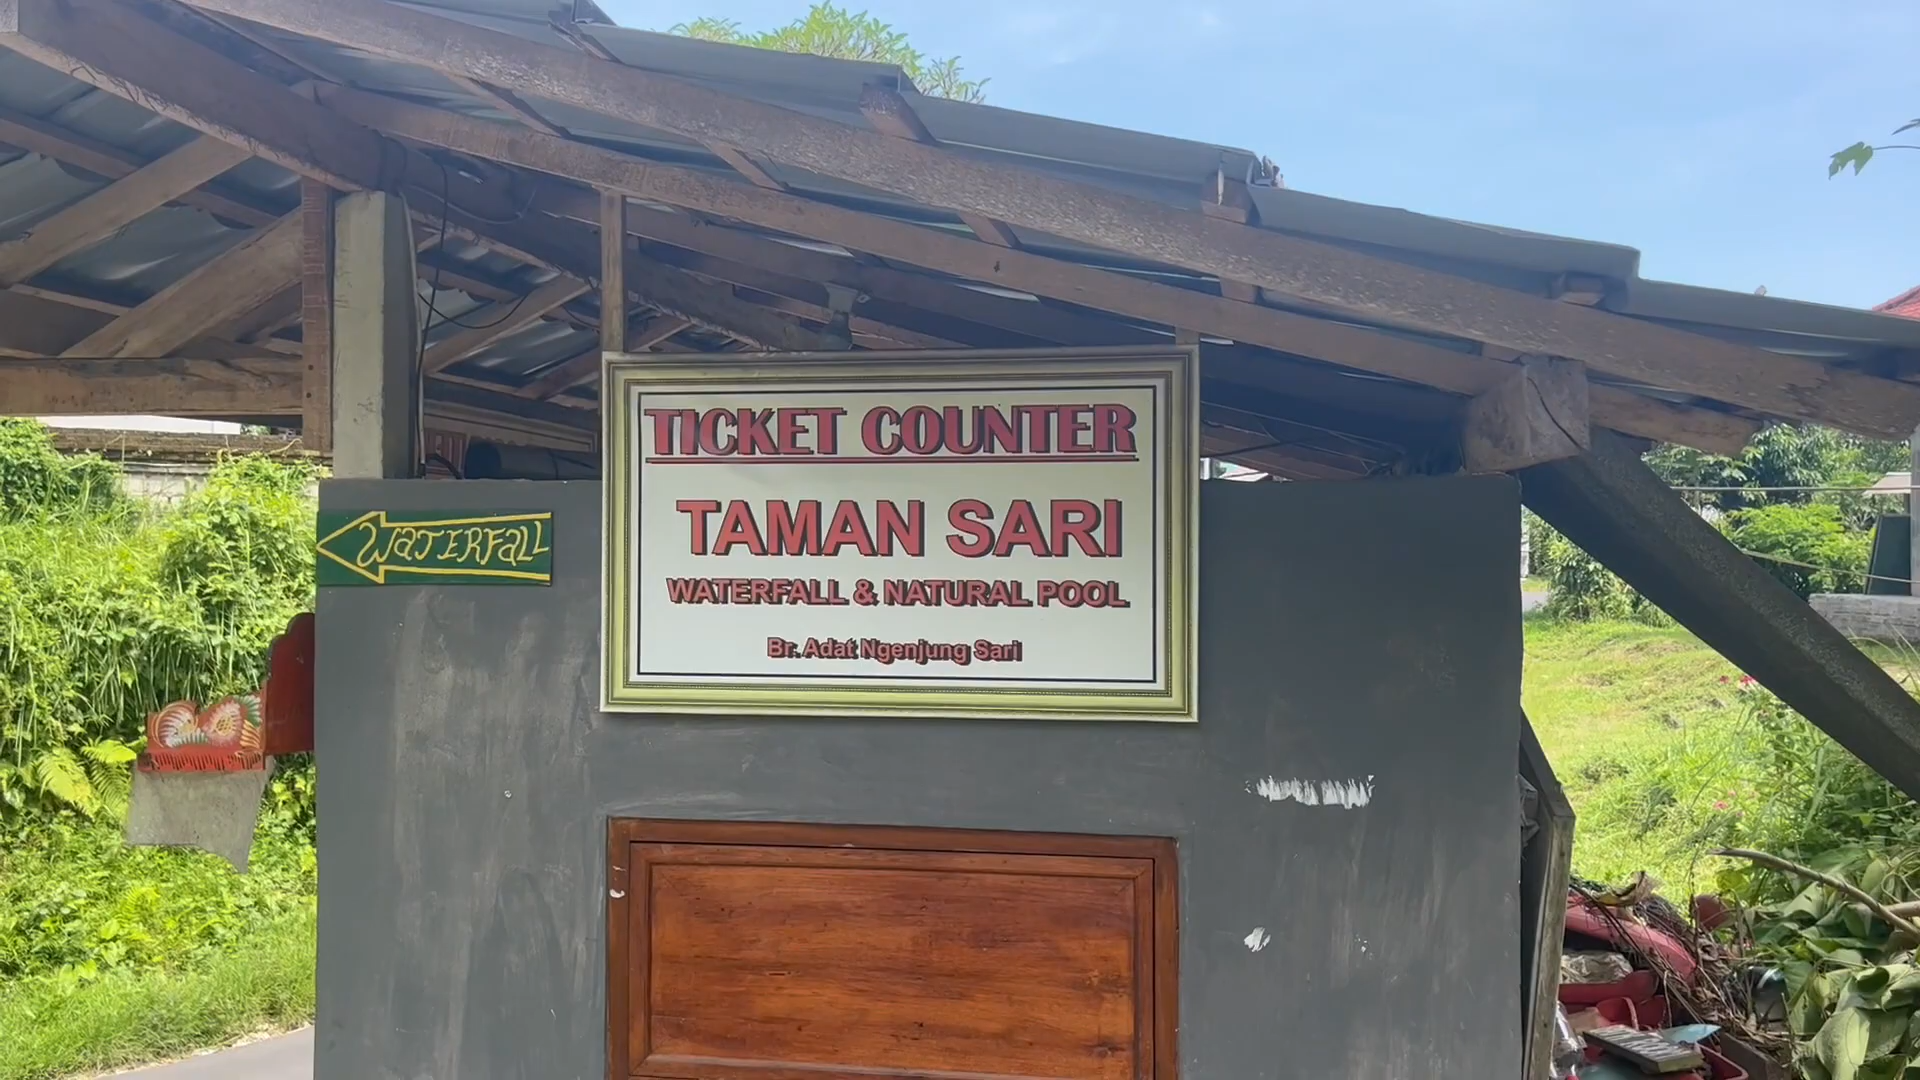 TICKET COUNTER
TAMAN SARI
WATERFALL & NATURAL POOL
Br. Adat Ngenjung Sari
WATERFALL